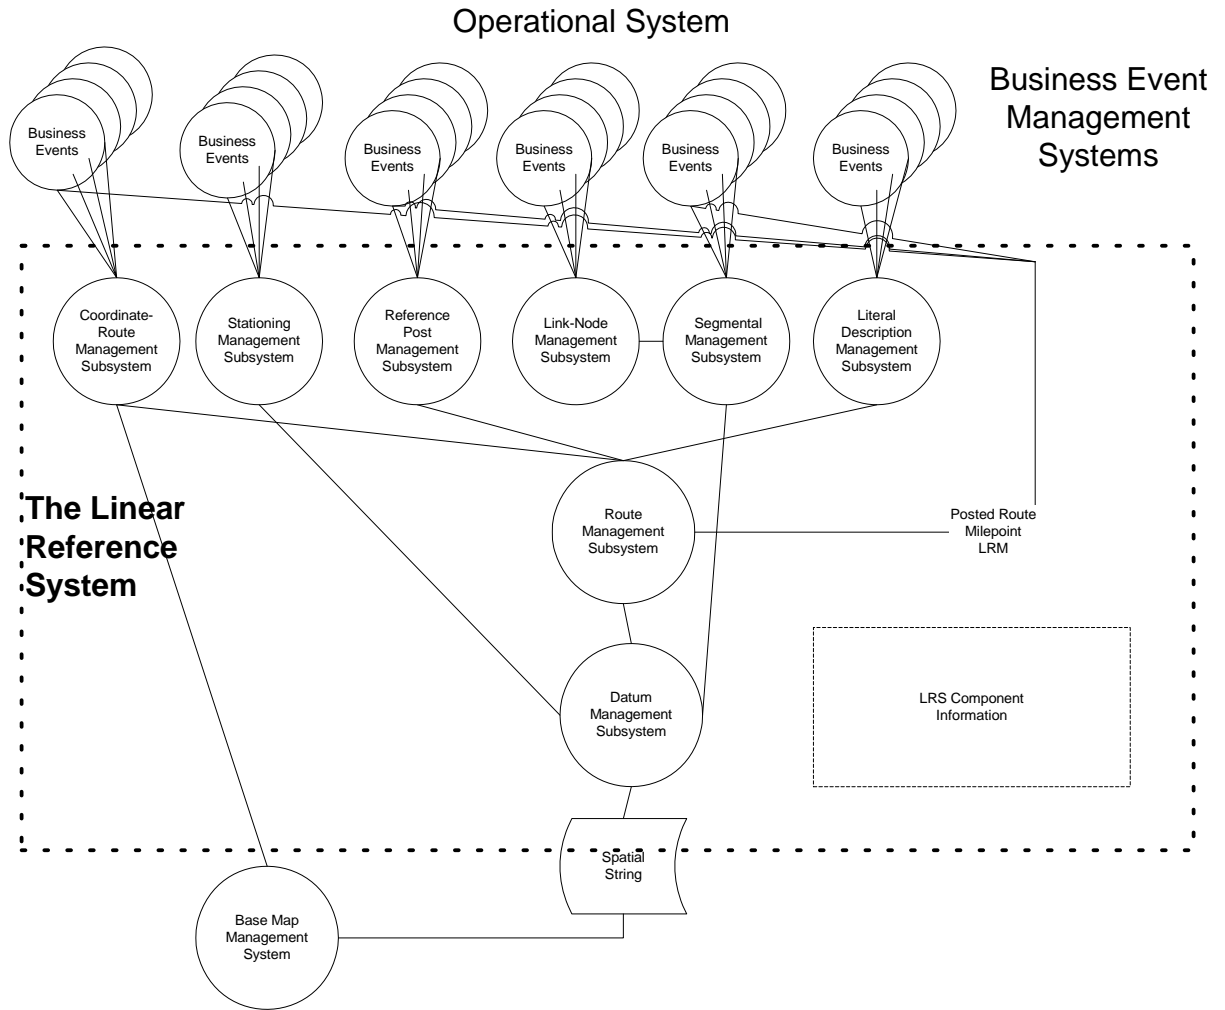 Operational System
Business Event
Management
Systems
Business
Events
Business
Events
Business
Events
Business
Events
Business
Events
Business
Events
Coordinate-
Route
Management
Subsystem
Stationing
Management
Subsystem
Reference
Post
Management
Subsystem
Link-Node
Management
Subsystem
Segmental
Management
Subsystem
Literal
Description
Management
Subsystem
The Linear
Reference
System
Route
Management
Subsystem
Posted Route
Milepoint
LRM
Datum
Management
Subsystem
LRS Component
Information
Spatial
String
Base Map
Management
System